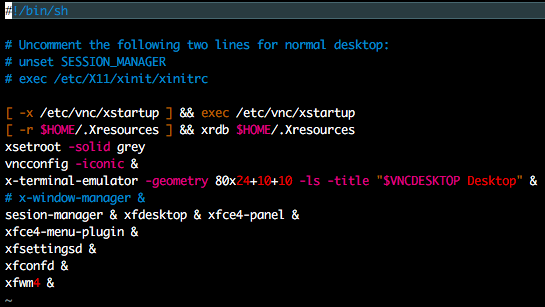 #!/bin/sh
# Uncomment the following two lines for normal desktop:
# unset SESSION_MANAGER
# exec /etc/X11/xinit/xinitrc
[ -x /etc/vnc/xstartup ] && exec /etc/vnc/xstartup
[ -r $HOME/.Xresources ] && xrdb $HOME/.Xresources
xsetroot -solid grey
vncconfig -iconic &
x-terminal-emulator -geometry 80x24+10+10 -ls -title "$VNCDESKTOP Desktop" &
# x-window-manager &
sesion-manager & xfdesktop & xfce4-panel &
xfce4-menu-plugin &
xfsettingsd &
xfconfd &
xfwm4 &
~